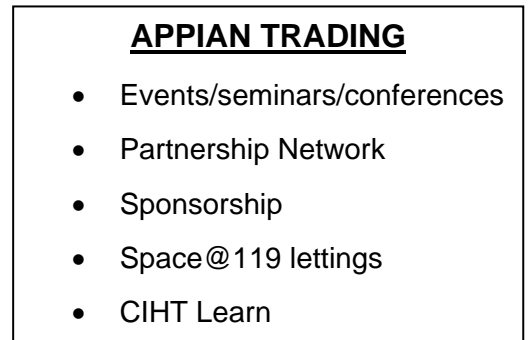 APPIAN TRADING
• Events/seminars/conferences
• Partnership Network
• Sponsorship
• Space@119 lettings
• CIHT Learn